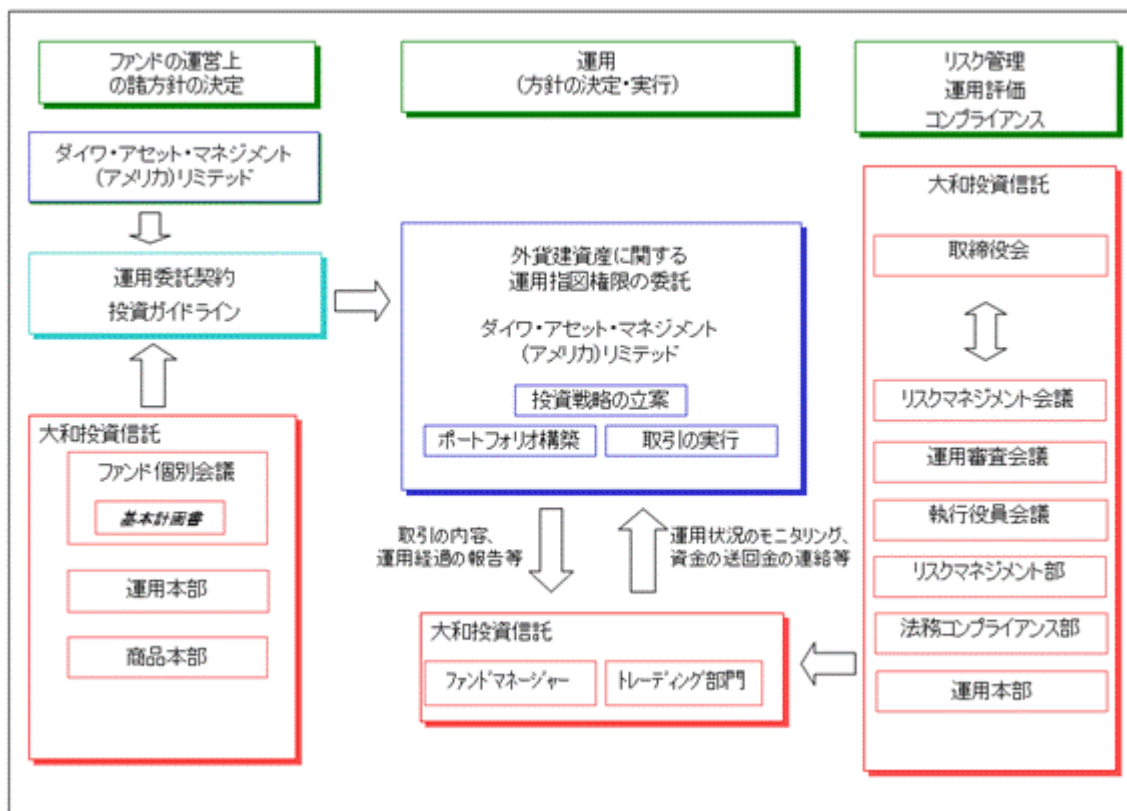 ファンドの運営上
の諸方針の決定
運用
(方針の決定・実行)
リスク管理
運用評価
コンプライアンス
ダイワ・アセット・マネジメント
(アメリカ)リミテッド
運用委託契約
投資ガイドライン
大和投資信託
ファンド個別会議
基本計画書
運用本部
商品本部
外貨建資産に関する
運用指図権限の委託
ダイワ・アセット・マネジメント
(アメリカ)リミテッド
投資戦略の立案
ポートフォリオ構築
取引の実行
取引の内容、
運用経過の報告等
運用状況のモニタリング、
資金の送回金の連絡等
大和投資信託
ファンドマネージャー
トレーディング部門
大和投資信託
取締役会
リスクマネジメント会議
運用審査会議
執行役員会議
リスクマネジメント部
法務コンプライアンス部
運用本部